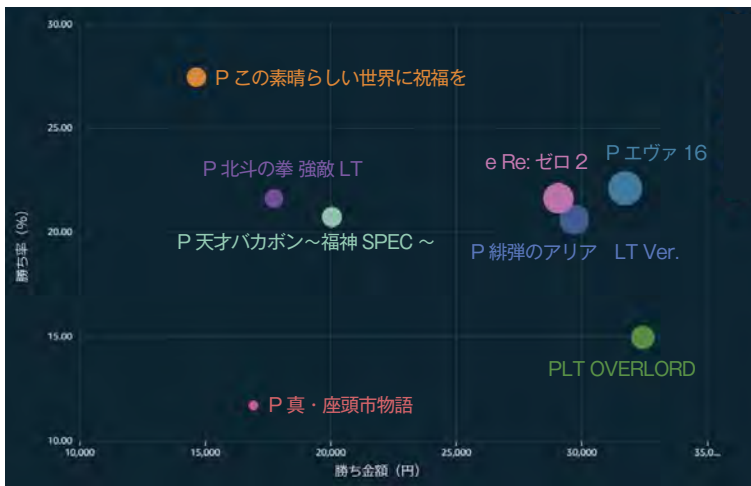 30.00
P この素晴らしい世界に祝福を
25.00
P 北斗の拳 強敵 LT
e Re: ゼロ 2
P エヴァ 16
20.00
P 天才バカボン～福神 SPEC ～
P 緋弾のアリア　LT Ver.
勝ち率（%）
15.00
PLT OVERLORD
P 真・座頭市物語
10.00
10,000
15,000
20,000
25,000
30,000
35,0...
勝ち金額（円）